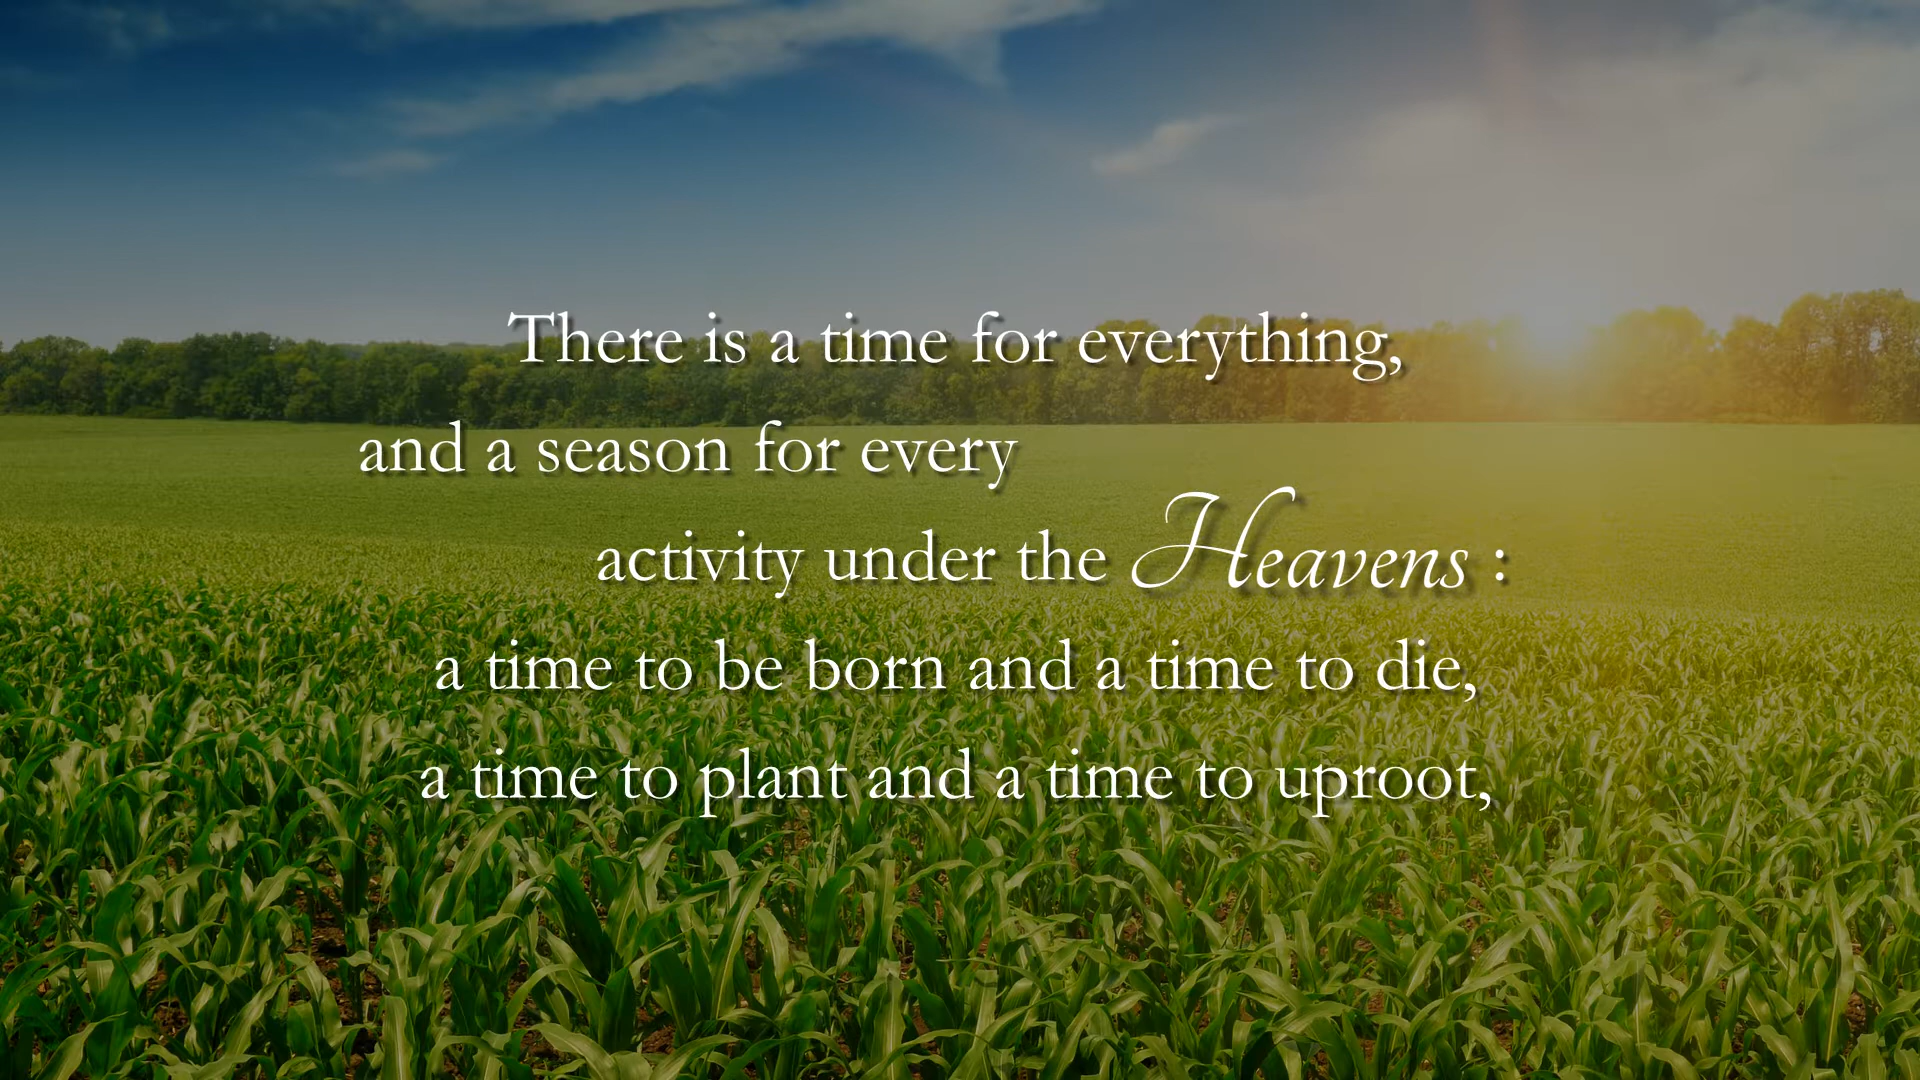 There is a time for everything,
and a season for every
activity under the Heavens :
a time to be born and a time to die,
a time to plant and a time to uproot,